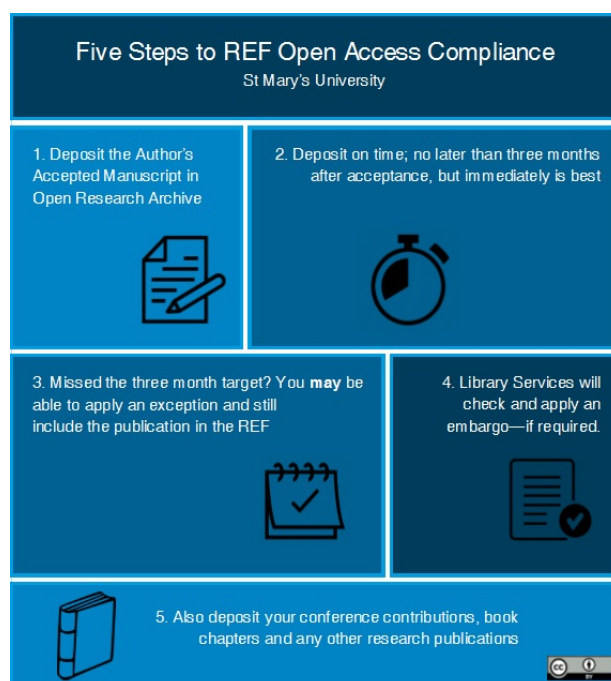 Five Steps to REF Open Access Compliance
St Mary's University
1. Deposit the Author's
Accepted Manuscript in
Open Research Archive
2. Deposit on time; no later than three months
after acceptance, but immediately is best
3. Missed the three month target? You may be
able to apply an exception and still
include the publication in the REF
4. Library Services will
check and apply an
embargo—if required.
5. Also deposit your conference contributions, book
chapters and any other research publications
cc
BY